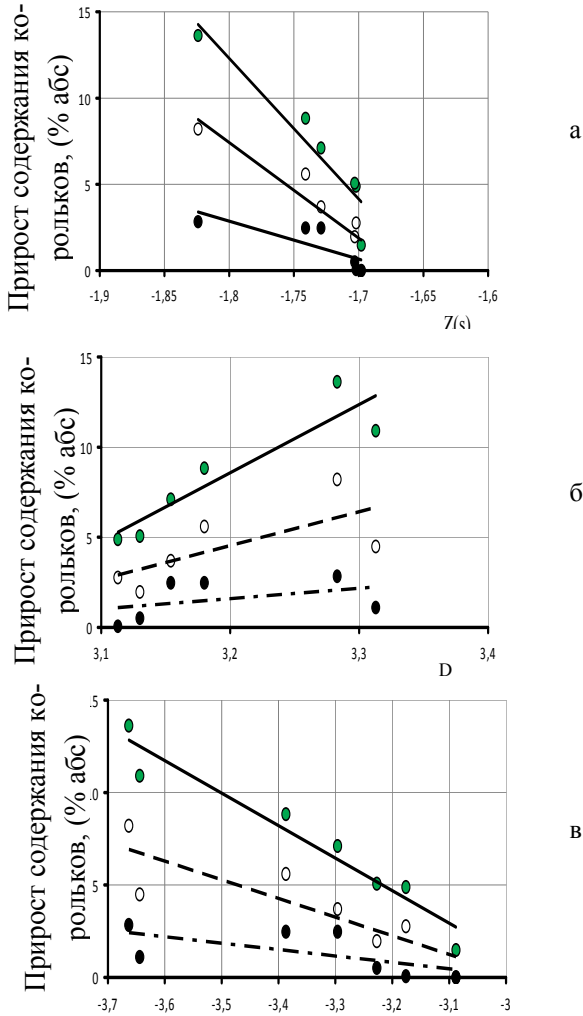 Прирост содержания ко-
рольков, (% абс)
15
10
5
0
-1,9 -1,85 -1,8 -1,75 -1,7 -1,65 -1,6
Z(s)
а
Прирост содержания ко-
рольков, (% абс)
15
10
5
0
3,1 3,2 3,3 3,4
D
б
Прирост содержания ко-
рольков, (% абс)
.5
.0
5
0
-3,7 -3,6 -3,5 -3,4 -3,3 -3,2 -3,1 -3
в